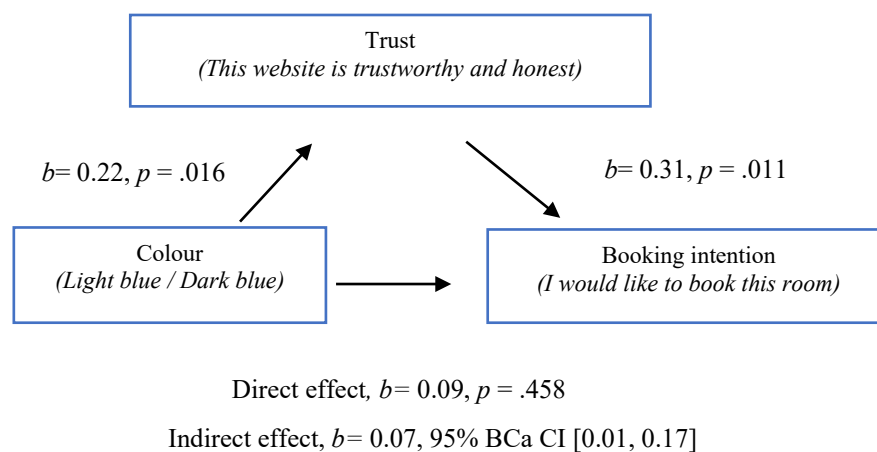 Trust
(This website is trustworthy and honest)
b= 0.22, p = .016
b= 0.31, p = .011
Colour
(Light blue / Dark blue)
Booking intention
(I would like to book this room)
Direct effect, b= 0.09, p = .458
Indirect effect, b= 0.07, 95% BCa CI [0.01, 0.17]